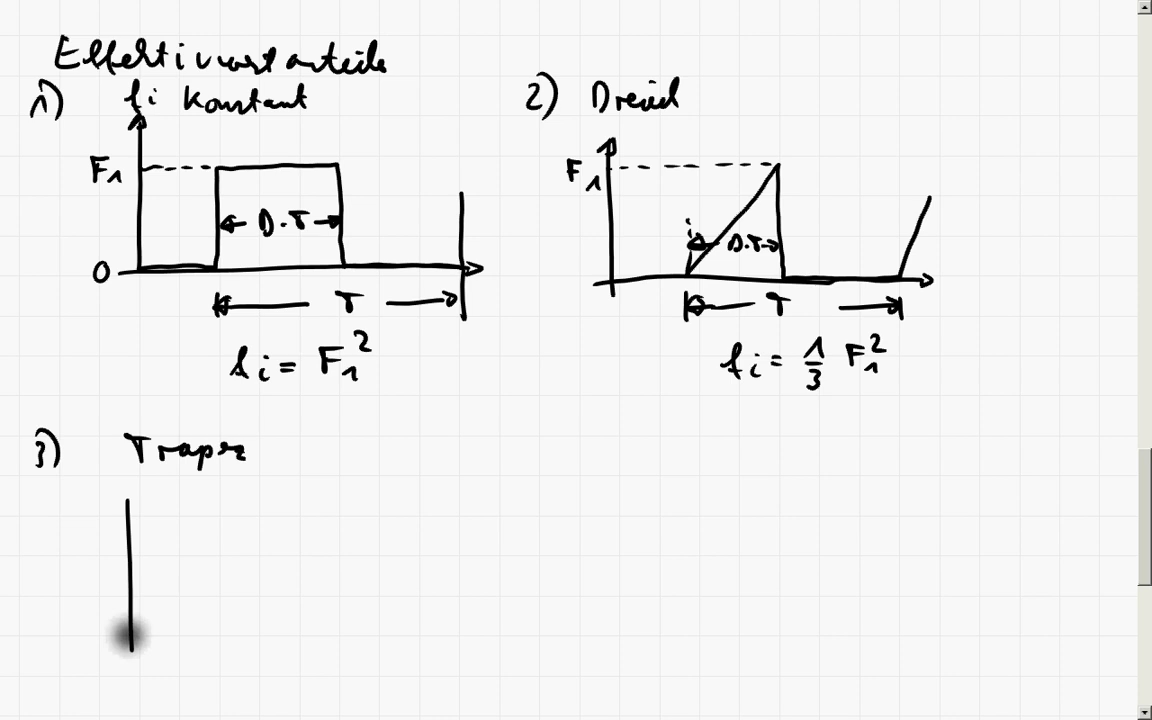 Effektivwertanteile
1) fi konstant
F1
D·T
0
T
fi = F1²
2) Dreieck
F1
i
D·T
T
fi = 1/3 F1²
3) Trapez